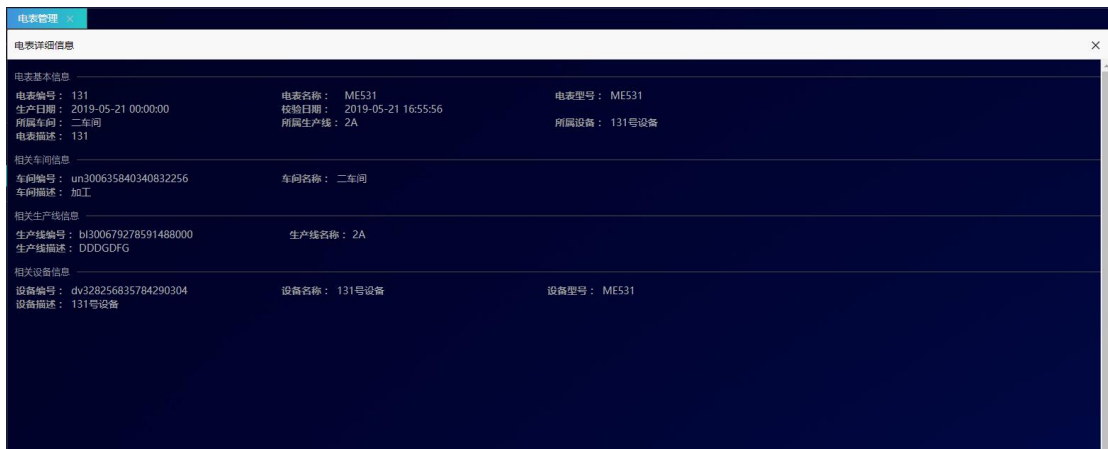 电表管理 ×
电表详细信息 ×
电表基本信息
电表编号： 131 电表名称： ME531 电表型号： ME531
生产日期： 2019-05-21 00:00:00 校验日期： 2019-05-21 16:55:56
所属车间： 二车间 所属生产线： 2A 所属设备： 131号设备
电表描述： 131
相关车间信息
车间编号： un300635840340832256 车间名称： 二车间
车间描述： 加工
相关生产线信息
生产线编号： bl300679278591488000 生产线名称： 2A
生产线描述： DDDGDFG
相关设备信息
设备编号： dv328256835784290304 设备名称： 131号设备 设备型号： ME531
设备描述： 131号设备